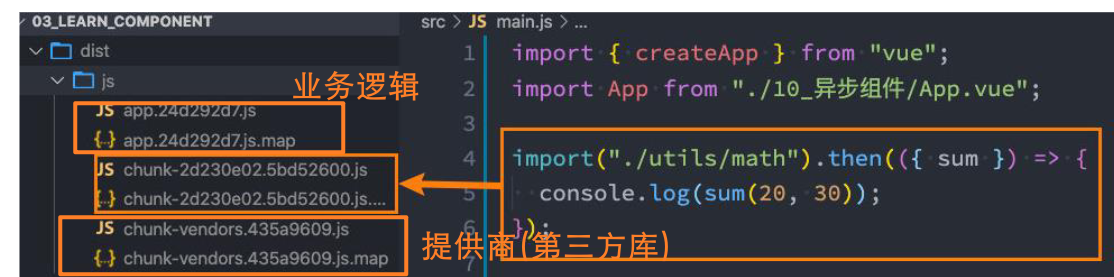 03_LEARN_COMPONENT
dist
js
业务逻辑
JS app.24d292d7.js
{..} app.24d292d7.js.map
JS chunk-2d230e02.5bd52600.js
{..} chunk-2d230e02.5bd52600.js....
JS chunk-vendors.435a9609.js
{..} chunk-vendors.435a9609.js.map
提供商(第三方库)
src > JS main.js > ...
1 import { createApp } from "vue";
2 import App from "./10_异步组件/App.vue";
3
4 import("./utils/math").then(({ sum }) => {
5 console.log(sum(20, 30));
6 });
7